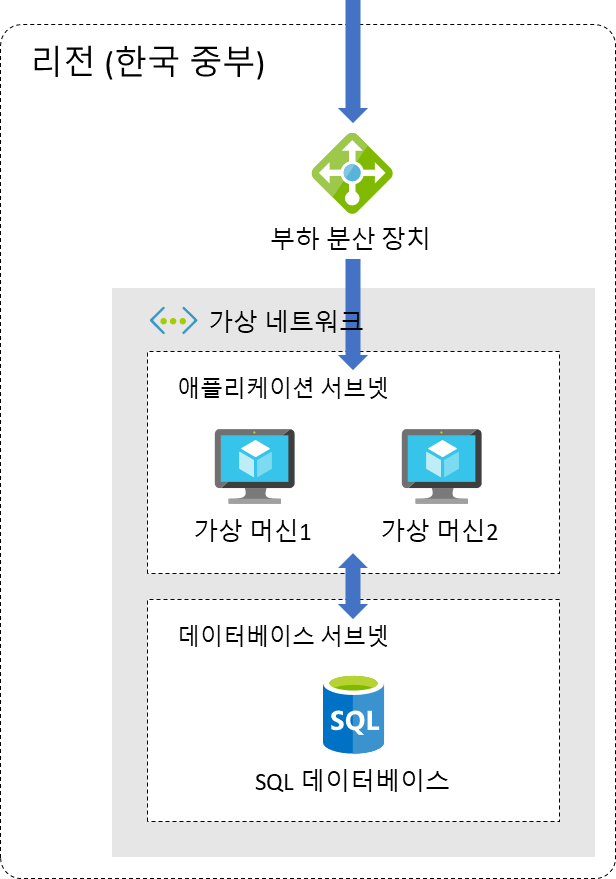 리전 (한국 중부)
부하 분산 장치
가상 네트워크
애플리케이션 서브넷
가상 머신1
가상 머신2
데이터베이스 서브넷
SQL
SQL 데이터베이스